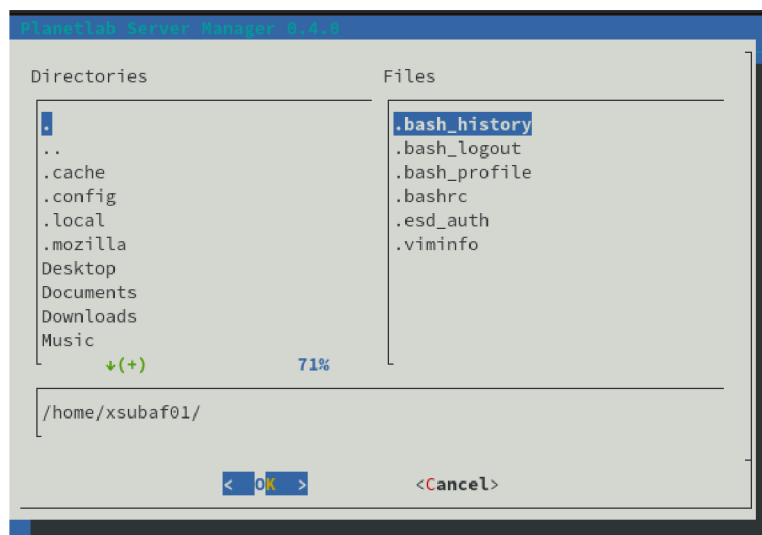 Planetlab Server Manager 0.4.0
Directories
.
..
.cache
.config
.local
.mozilla
Desktop
Documents
Downloads
Music
↓(+) 71%
Files
.bash_history
.bash_logout
.bash_profile
.bashrc
.esd_auth
.viminfo
/home/xsubaf01/
< OK > <Cancel>